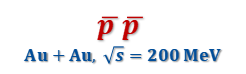 p̅ p̅
Au + Au, √s = 200 MeV